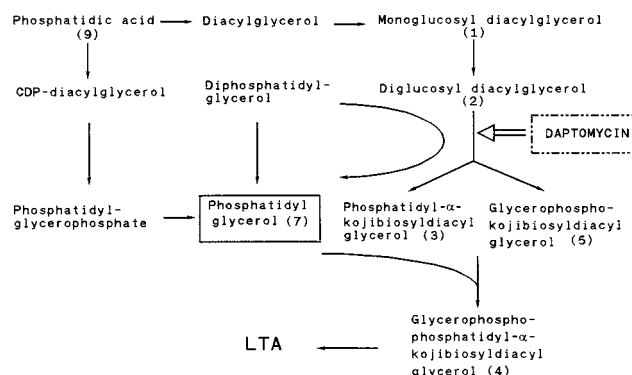 Phosphatidic acid
(9)
Diacylglycerol
Monoglucosyl diacylglycerol
(1)
CDP-diacylglycerol
Diphosphatidyl-
glycerol
Diglucosyl diacylglycerol
(2)
DAPTOMYCIN
Phosphatidyl-
glycerophosphate
Phosphatidyl
glycerol (7)
Phosphatidyl-α-
kojibiosyldiacyl
glycerol (3)
Glycerophospho-
kojibiosyldiacyl
glycerol (5)
Glycerophospho-
phosphatidyl-α-
kojibiosyldiacyl
glycerol (4)
LTA